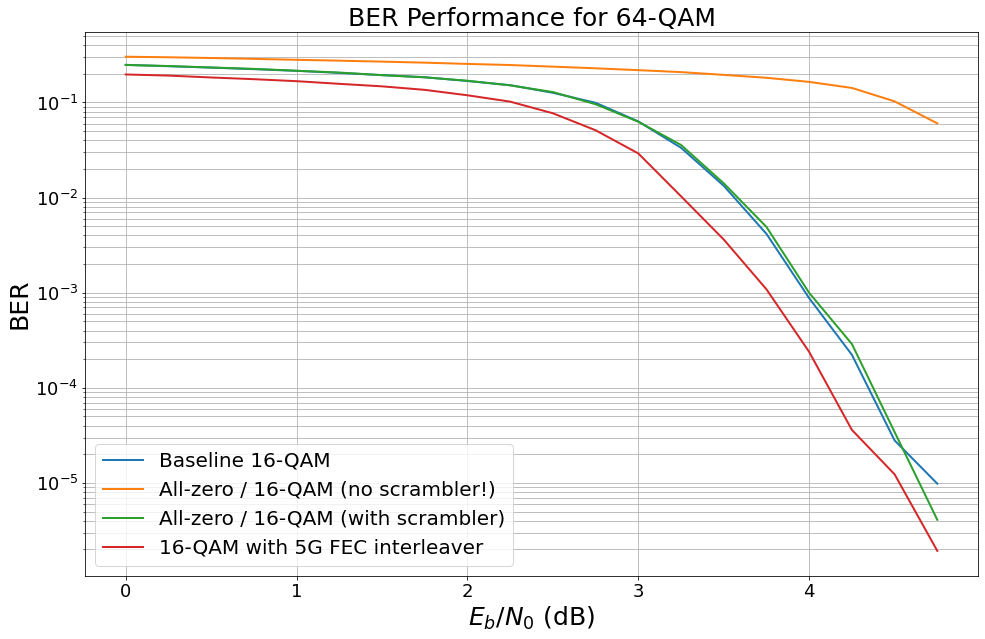 BER Performance for 64-QAM
BER
10⁻¹
10⁻²
10⁻³
10⁻⁴
10⁻⁵
Baseline 16-QAM
All-zero / 16-QAM (no scrambler!)
All-zero / 16-QAM (with scrambler)
16-QAM with 5G FEC interleaver
0 1 2 3 4
E_b/N_0 (dB)